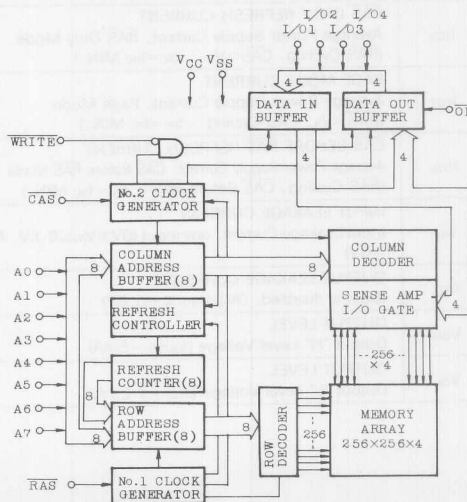 I/O2 I/O4
I/O1 I/O3
VCC VSS
4
DATA IN
BUFFER
DATA OUT
BUFFER
WRITE
4
4
CAS
No.2 CLOCK
GENERATOR
A0
A1
A2
A3
A4
A5
A6
A7
8
COLUMN
ADDRESS
BUFFER(8)
8
COLUMN
DECODER
REFRESH
CONTROLLER
SENSE AMP
I/O GATE
4
REFRESH
COUNTER(8)
256
×4
8
ROW
ADDRESS
BUFFER(8)
8
ROW
DECODER
256
MEMORY
ARRAY
256×256×4
RAS
No.1 CLOCK
GENERATOR